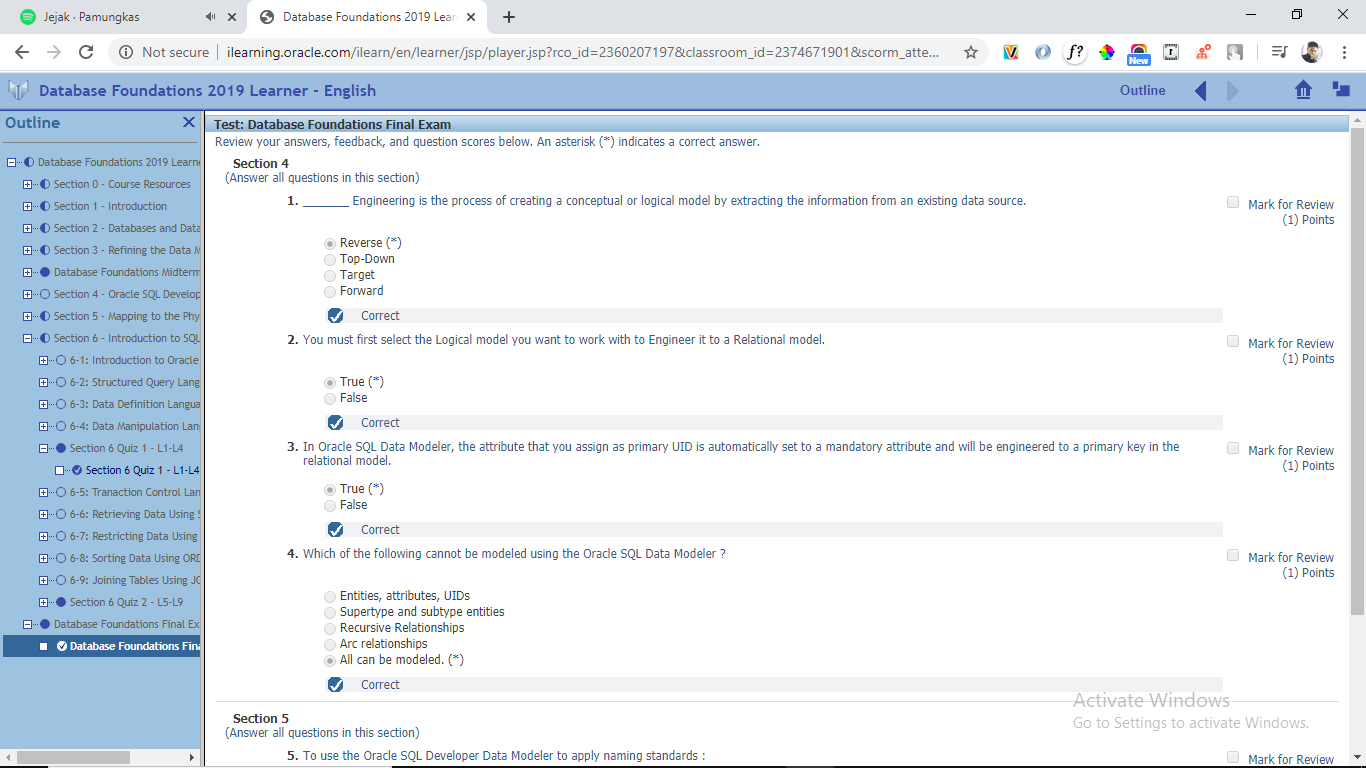 Jejak · Pamungkas
Database Foundations 2019 Lear
Not secure
ilearning.oracle.com/ilearn/en/learner/jsp/player.jsp?rco_id=2360207197&classroom_id=2374671901&scorm_atte...
f?
New
Database Foundations 2019 Learner - English
Outline
Outline
Database Foundations 2019 Learne
Section 0 - Course Resources
Section 1 - Introduction
Section 2 - Databases and Data
Section 3 - Refining the Data M
Database Foundations Midterm
Section 4 - Oracle SQL Develop
Section 5 - Mapping to the Phy
Section 6 - Introduction to SQL
6-1: Introduction to Oracle
6-2: Structured Query Lang
6-3: Data Definition Langua
6-4: Data Manipulation Lan
Section 6 Quiz 1 - L1-L4
Section 6 Quiz 1 - L1-L4
6-5: Tranaction Control Lan
6-6: Retrieving Data Using S
6-7: Restricting Data Using
6-8: Sorting Data Using ORD
6-9: Joining Tables Using JO
Section 6 Quiz 2 - L5-L9
Database Foundations Final Ex
Database Foundations Fina
Test: Database Foundations Final Exam
Review your answers, feedback, and question scores below. An asterisk (*) indicates a correct answer.
Section 4
(Answer all questions in this section)
1. _______ Engineering is the process of creating a conceptual or logical model by extracting the information from an existing data source.
Mark for Review
(1) Points
Reverse (*)
Top-Down
Target
Forward
Correct
2. You must first select the Logical model you want to work with to Engineer it to a Relational model.
Mark for Review
(1) Points
True (*)
False
Correct
3. In Oracle SQL Data Modeler, the attribute that you assign as primary UID is automatically set to a mandatory attribute and will be engineered to a primary key in the
relational model.
Mark for Review
(1) Points
True (*)
False
Correct
4. Which of the following cannot be modeled using the Oracle SQL Data Modeler ?
Mark for Review
(1) Points
Entities, attributes, UIDs
Supertype and subtype entities
Recursive Relationships
Arc relationships
All can be modeled. (*)
Correct
Activate Windows
Go to Settings to activate Windows.
Section 5
(Answer all questions in this section)
5. To use the Oracle SQL Developer Data Modeler to apply naming standards :
Mark for Review